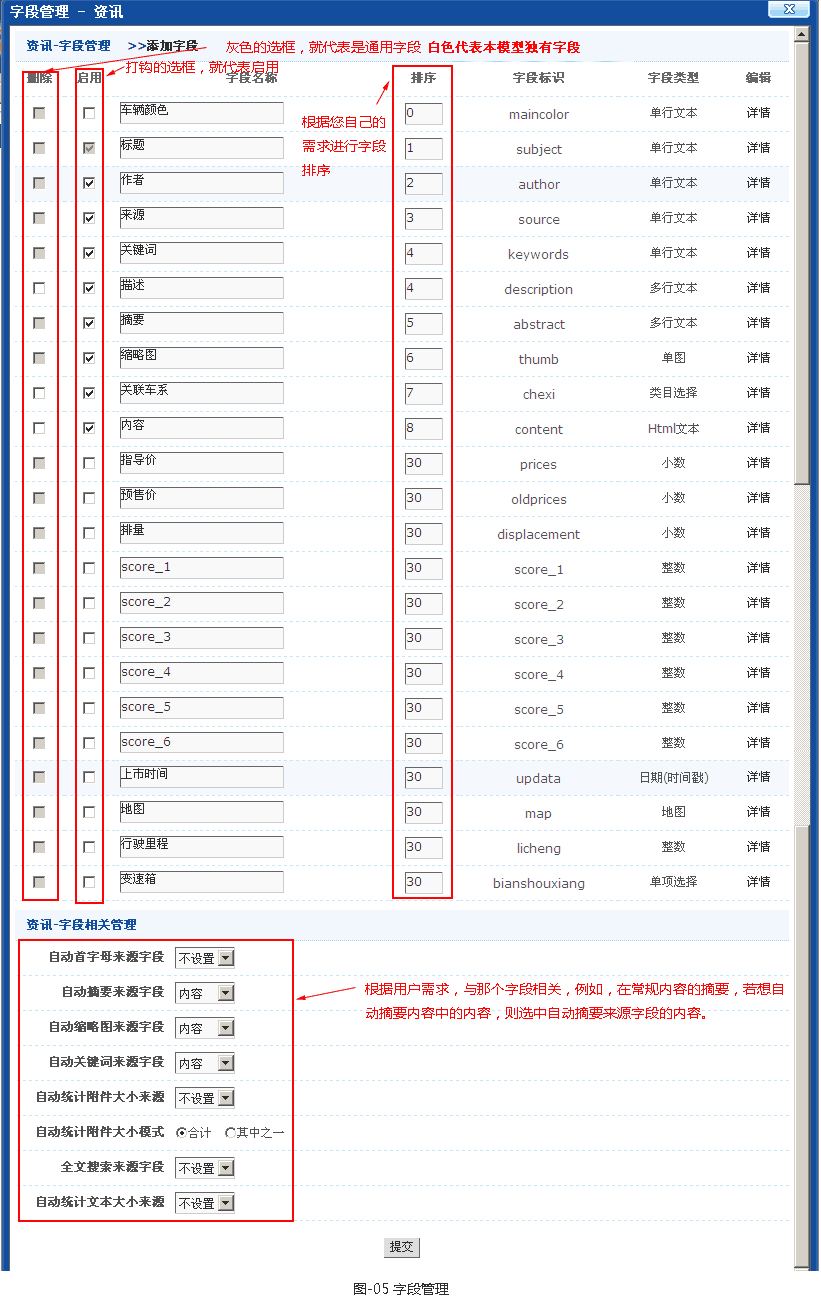 字段管理 - 资讯
资讯-字段管理 >>添加字段 灰色的选框，就代表是通用字段 白色代表本模型独有字段
打钩的选框，就代表启用
删除 启用 字段名称 排序 字段标识 字段类型 编辑
车辆颜色 0 maincolor 单行文本 详情
根据您自己的
需求进行字段
排序
标题 1 subject 单行文本 详情
作者 2 author 单行文本 详情
来源 3 source 单行文本 详情
关键词 4 keywords 单行文本 详情
描述 4 description 多行文本 详情
摘要 5 abstract 多行文本 详情
缩略图 6 thumb 单图 详情
关联车系 7 chexi 类目选择 详情
内容 8 content Html文本 详情
指导价 30 prices 小数 详情
预售价 30 oldprices 小数 详情
排量 30 displacement 小数 详情
score_1 30 score_1 整数 详情
score_2 30 score_2 整数 详情
score_3 30 score_3 整数 详情
score_4 30 score_4 整数 详情
score_5 30 score_5 整数 详情
score_6 30 score_6 整数 详情
上市时间 30 updata 日期(时间戳) 详情
地图 30 map 地图 详情
行驶里程 30 licheng 整数 详情
变速箱 30 bianshouxiang 单项选择 详情
资讯-字段相关管理
自动首字母来源字段 不设置
自动摘要来源字段 内容
根据用户需求，与那个字段相关，例如，在常规内容的摘要，若想自
动摘要内容中的内容，则选中自动摘要来源字段的内容。
自动缩略图来源字段 内容
自动关键词来源字段 内容
自动统计附件大小来源 不设置
自动统计附件大小模式 合计 其中之一
全文搜索来源字段 不设置
自动统计文本大小来源 不设置
提交
图-05 字段管理